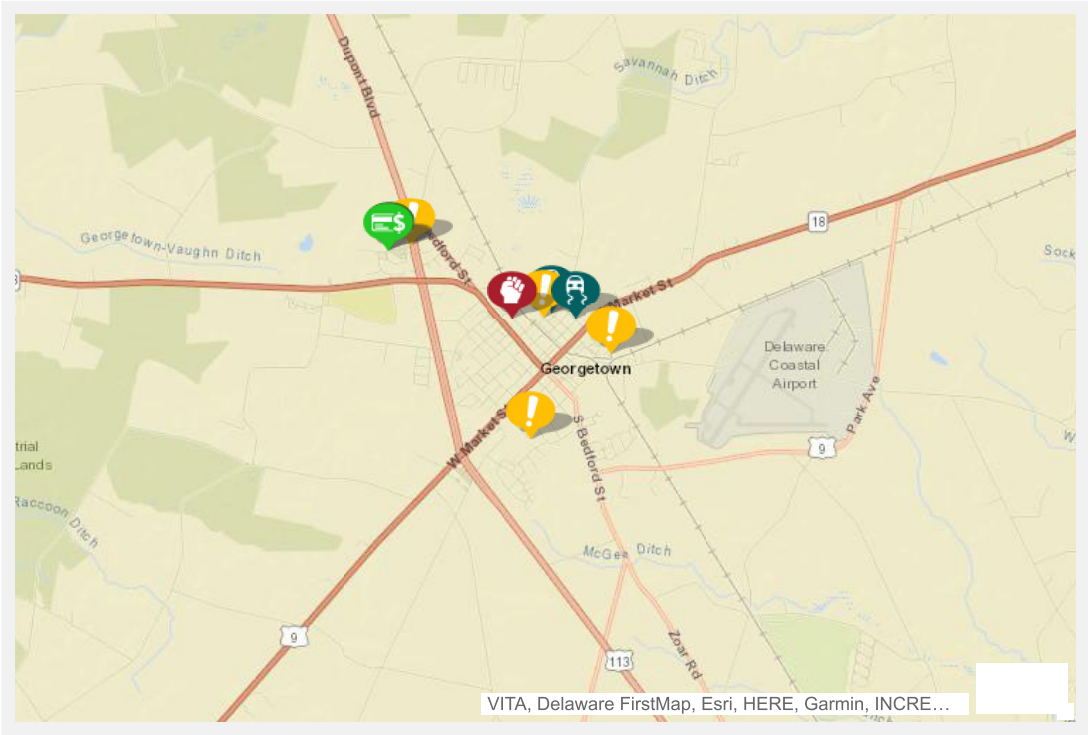 Dupont Blvd
Savannah Ditch
18
Georgetown-Vaughn Ditch
Sock
edford St
Market St
Georgetown
Delaware
Coastal
Airport
Park Ave
W Market S
S Bedford St
9
trial
Lands
Raccoon Ditch
McGee Ditch
9
113
Zoar Rd
VITA, Delaware FirstMap, Esri, HERE, Garmin, INCRE…